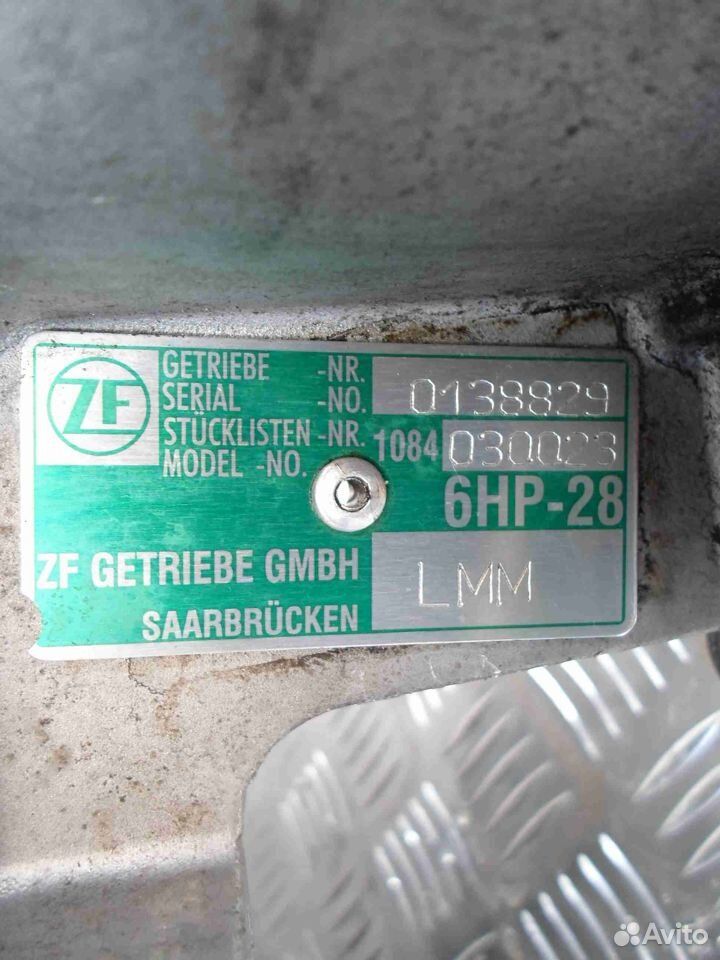 ZF
GETRIEBE -NR.
SERIAL -NO. 0138829
STÜCKLISTEN -NR. 1084 030023
MODEL -NO.
6HP-28
ZF GETRIEBE GMBH
SAARBRÜCKEN
LMM
Avito